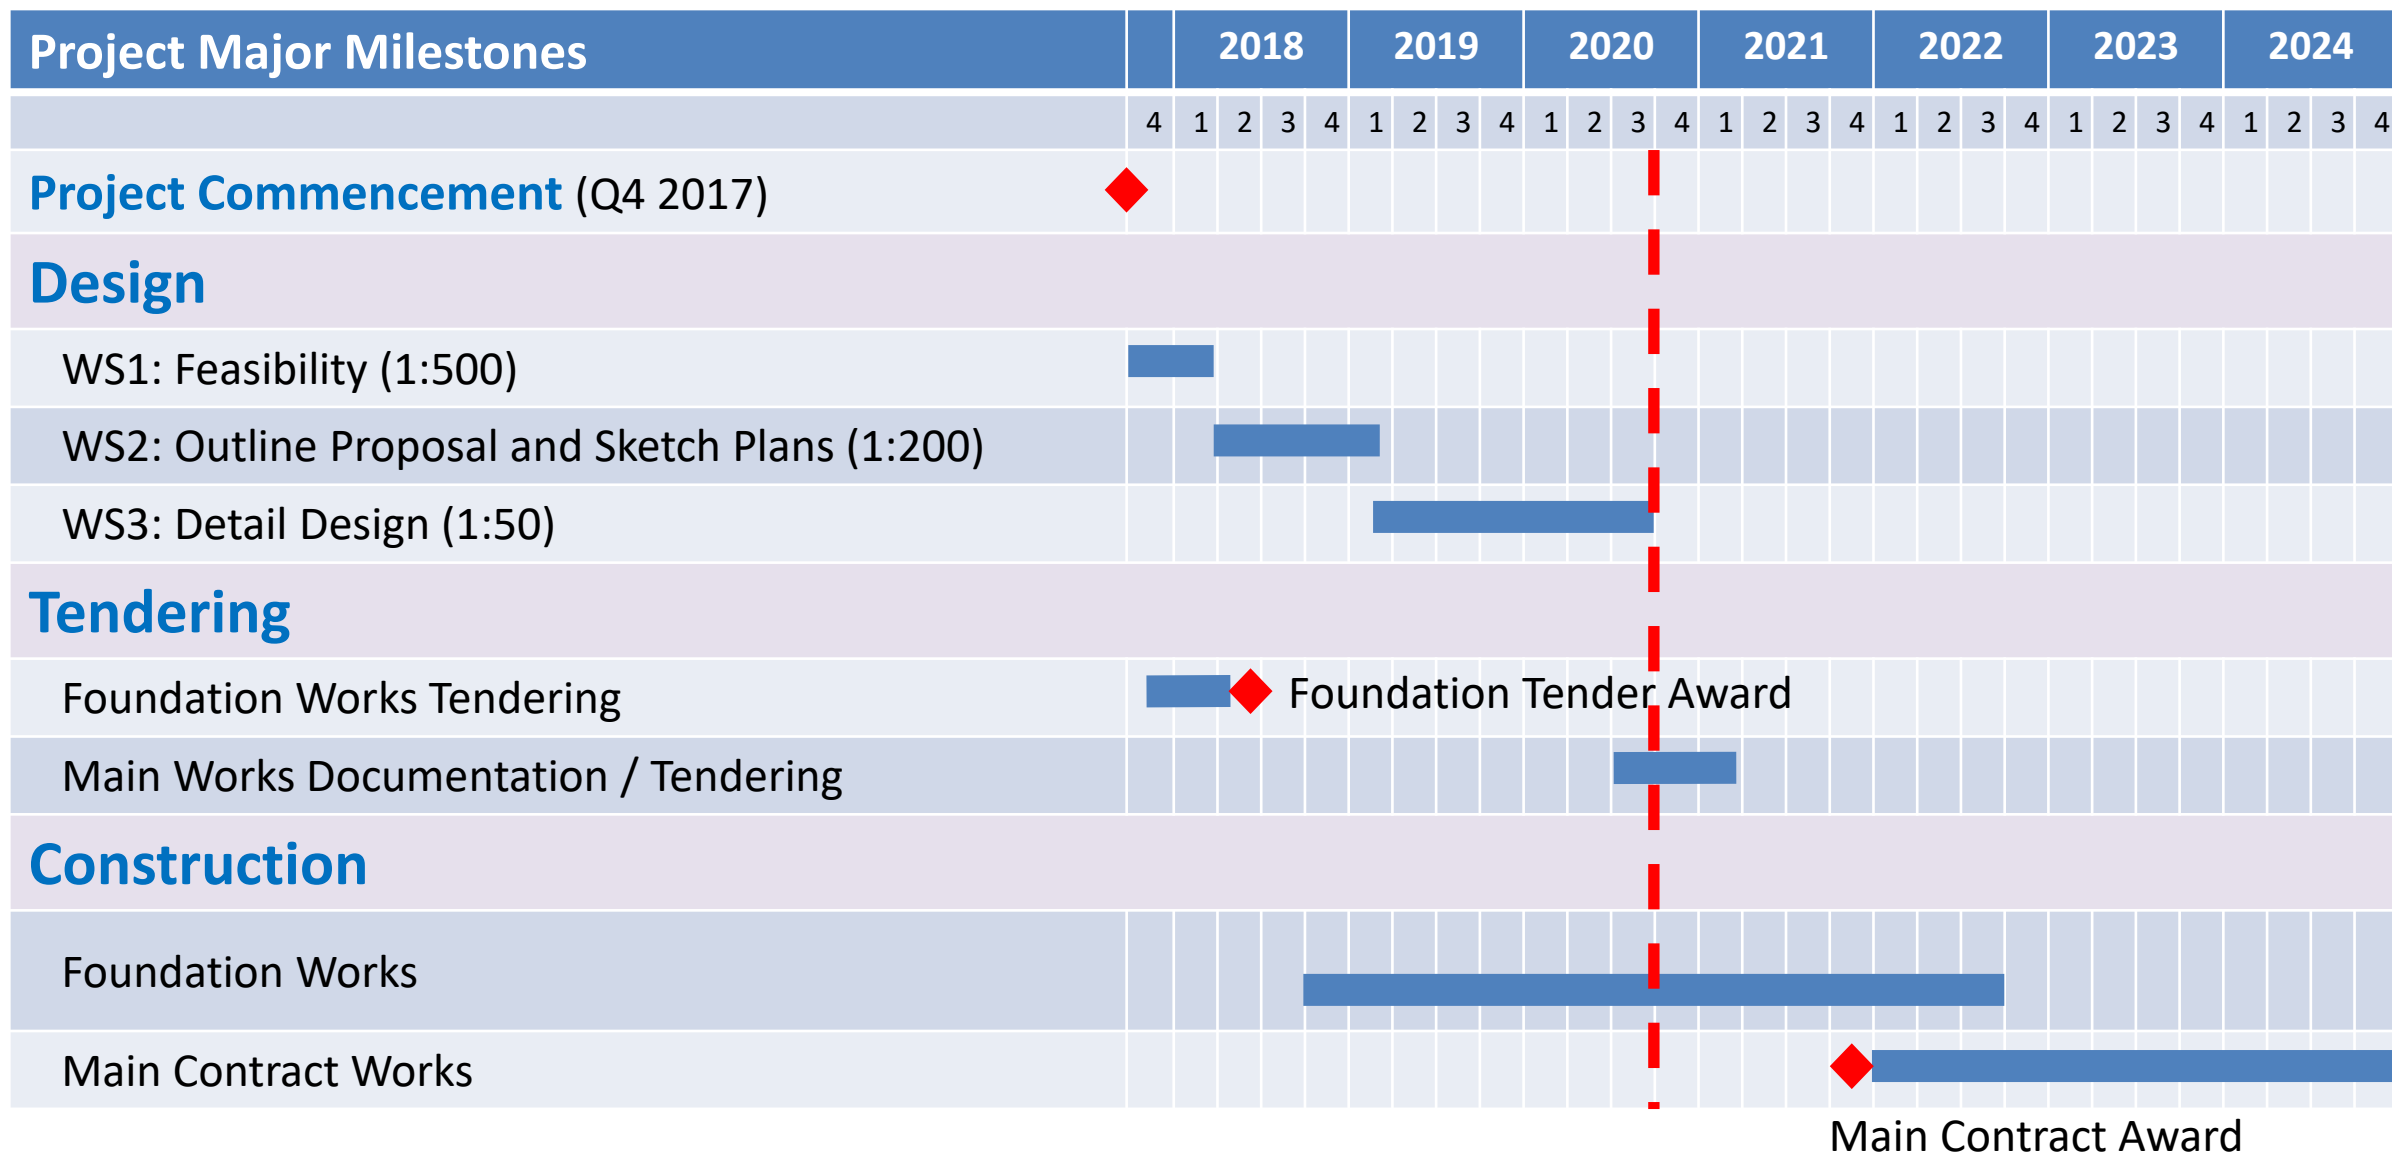 Project Major Milestones 2018 2019 2020 2021 2022 2023 2024
4 1 2 3 4 1 2 3 4 1 2 3 4 1 2 3 4 1 2 3 4 1 2 3 4 1 2 3 4
Project Commencement (Q4 2017)
Design
WS1: Feasibility (1:500)
WS2: Outline Proposal and Sketch Plans (1:200)
WS3: Detail Design (1:50)
Tendering
Foundation Works Tendering Foundation Tender Award
Main Works Documentation / Tendering
Construction
Foundation Works
Main Contract Works
Main Contract Award